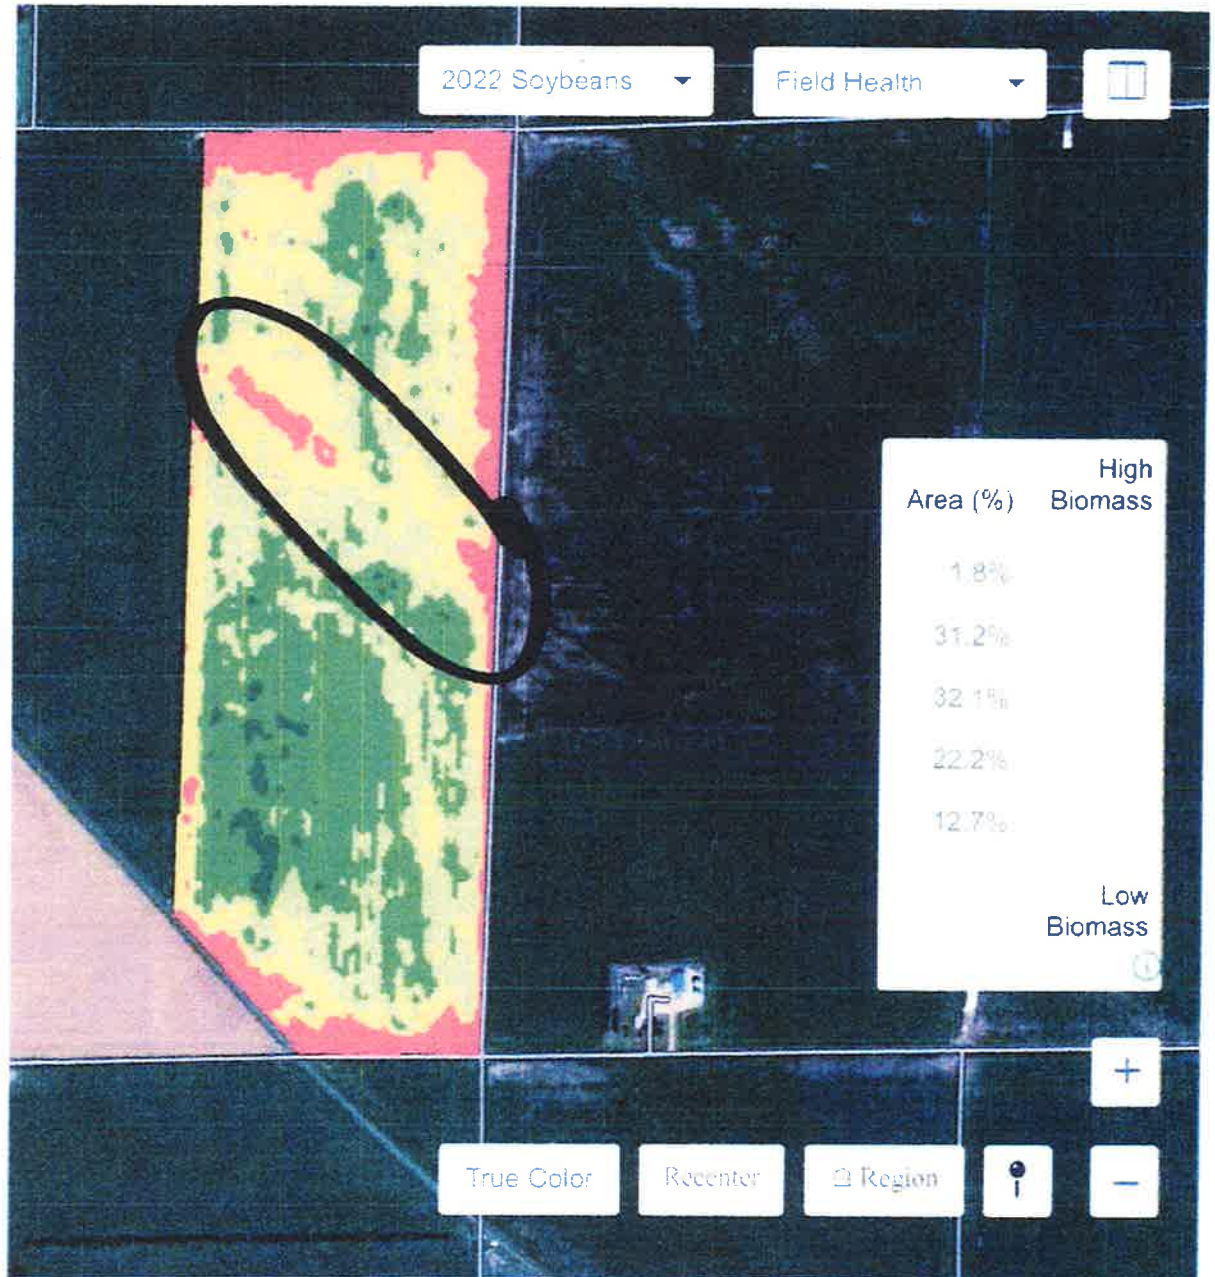 2022 Soybeans
Field Health
High
Area (%) Biomass
1.8%
31.2%
32.1%
22.2%
12.7%
Low
Biomass
+
True Color
Recenter
Region
−